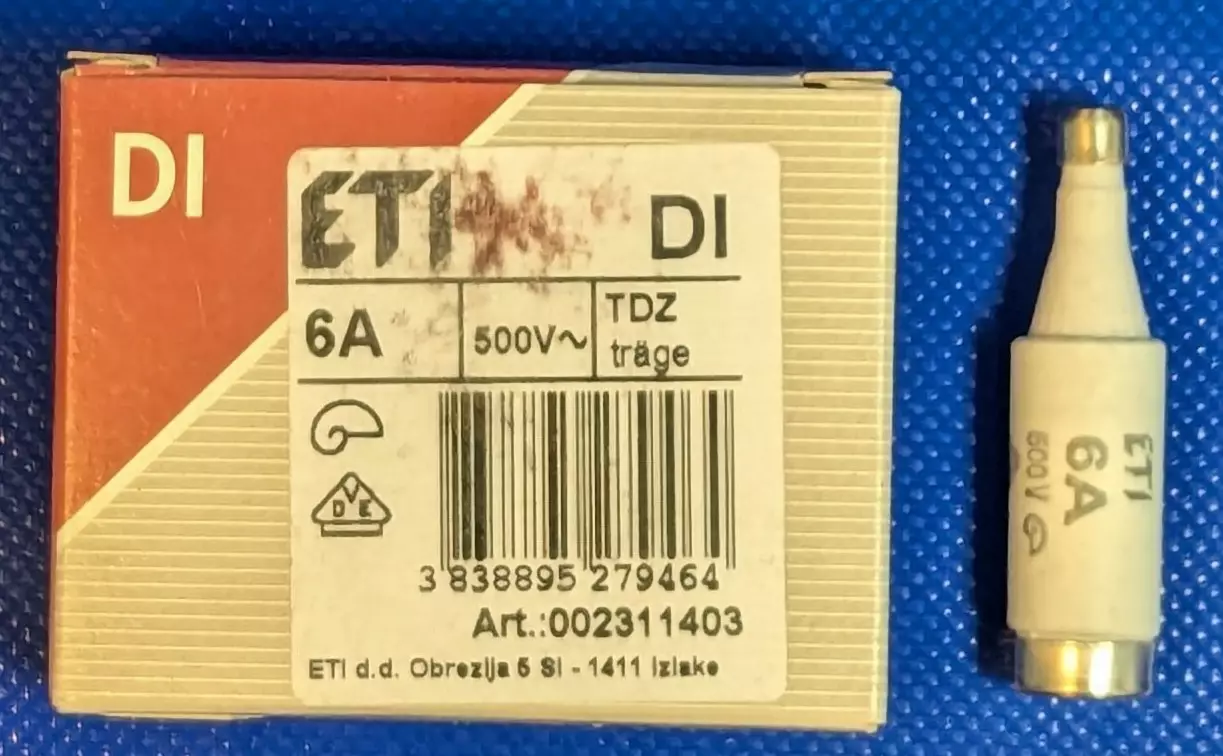 DI
ETI DI
6A 500V~ TDZ
träge
VDE
3 838895 279464
Art.:002311403
ETI d.d. Obrezija 5 SI - 1411 Izlake
ETI
6A
500V